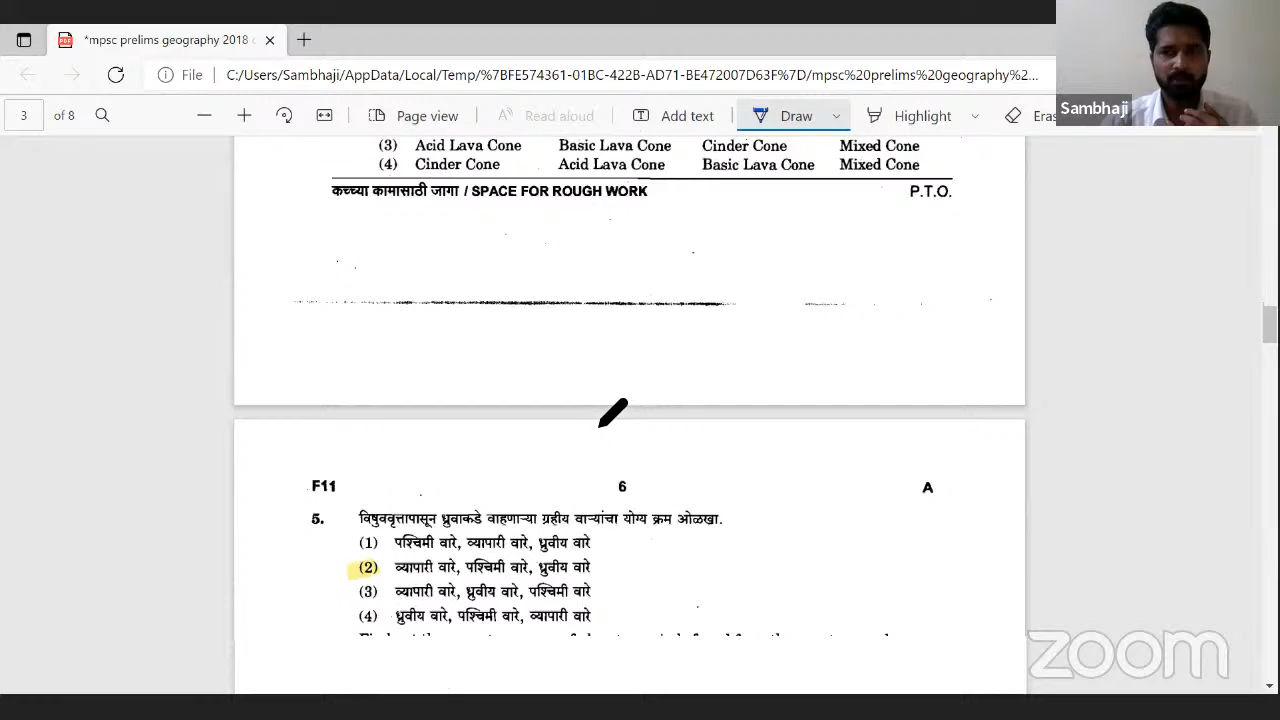 *mpsc prelims geography 2018
File
C:/Users/Sambhaji/AppData/Local/Temp/%7BFE574361-01BC-422B-AD71-BE472007D63F%7D/mpsc%20prelims%20geography%2...
3 of 8
Page view
Read aloud
Add text
Draw
Highlight
Sambhaji
(3) Acid Lava Cone Basic Lava Cone Cinder Cone Mixed Cone
(4) Cinder Cone Acid Lava Cone Basic Lava Cone Mixed Cone
कच्च्या कामासाठी जागा / SPACE FOR ROUGH WORK P.T.O.
F11 6 A
5. विषुववृत्तापासून ध्रुवाकडे वाहणाऱ्या ग्रहीय वाऱ्यांचा योग्य क्रम ओळखा.
(1) पश्चिमी वारे, व्यापारी वारे, ध्रुवीय वारे
(2) व्यापारी वारे, पश्चिमी वारे, ध्रुवीय वारे
(3) व्यापारी वारे, ध्रुवीय वारे, पश्चिमी वारे
(4) ध्रुवीय वारे, पश्चिमी वारे, व्यापारी वारे
zoom